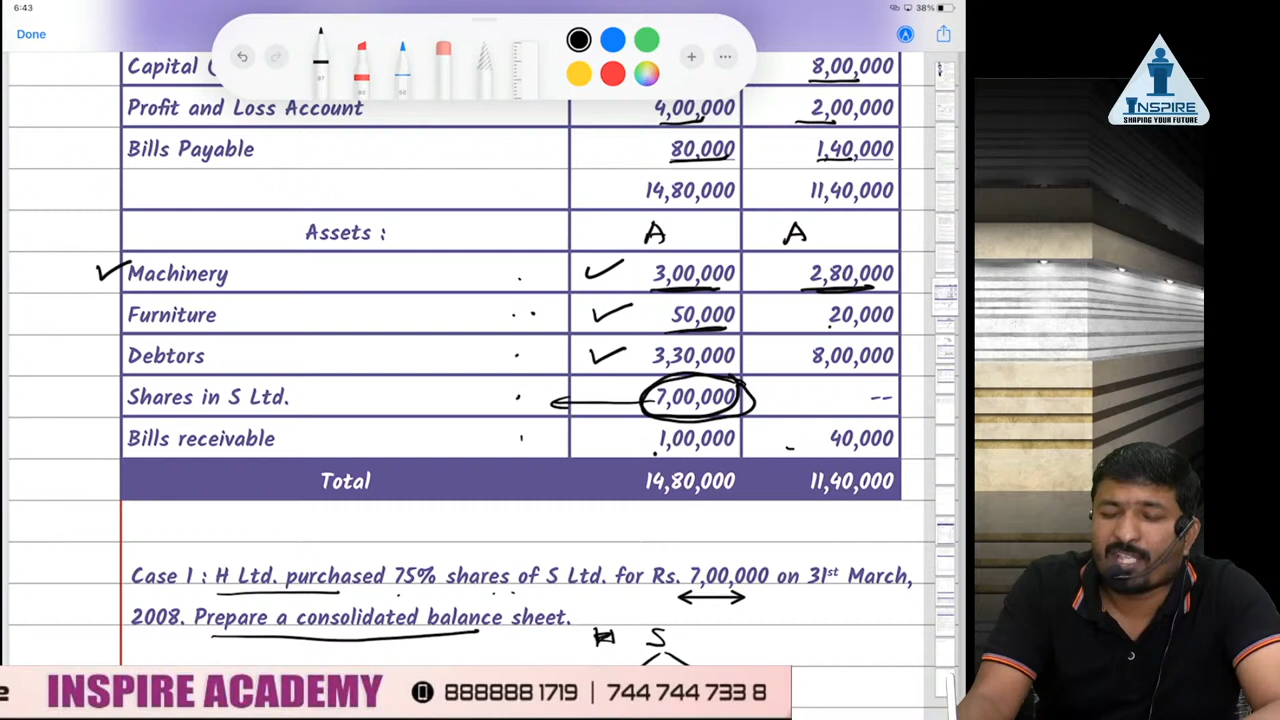 6:43
38%
Done
Capital
8,00,000
Profit and Loss Account 4,00,000 2,00,000
Bills Payable 80,000 1,40,000
14,80,000 11,40,000
Assets : A A
Machinery 3,00,000 2,80,000
Furniture 50,000 20,000
Debtors 3,30,000 8,00,000
Shares in S Ltd. 7,00,000 --
Bills receivable 1,00,000 40,000
Total 14,80,000 11,40,000
Case 1 : H Ltd. purchased 75% shares of S Ltd. for Rs. 7,00,000 on 31st March,
2008. Prepare a consolidated balance sheet.
S
INSPIRE
SHAPING YOUR FUTURE
INSPIRE ACADEMY 888888 1719 | 744 744 733 8